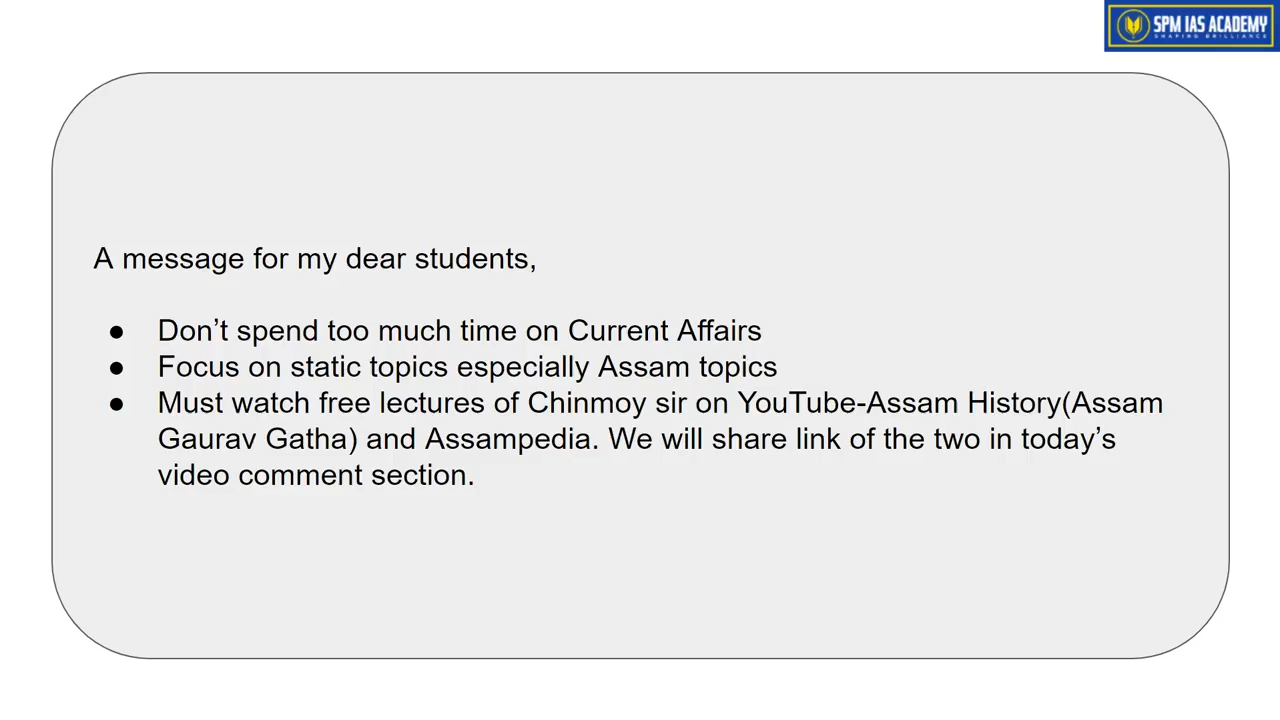 SPM IAS ACADEMY
SHAPING BRILLIANCE
A message for my dear students,
● Don’t spend too much time on Current Affairs
● Focus on static topics especially Assam topics
● Must watch free lectures of Chinmoy sir on YouTube-Assam History(Assam
Gaurav Gatha) and Assampedia. We will share link of the two in today’s
video comment section.